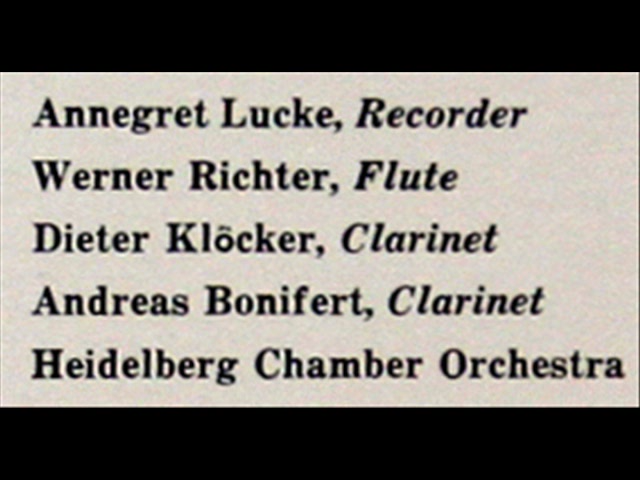 Annegret Lucke, Recorder
Werner Richter, Flute
Dieter Klöcker, Clarinet
Andreas Bonifert, Clarinet
Heidelberg Chamber Orchestra